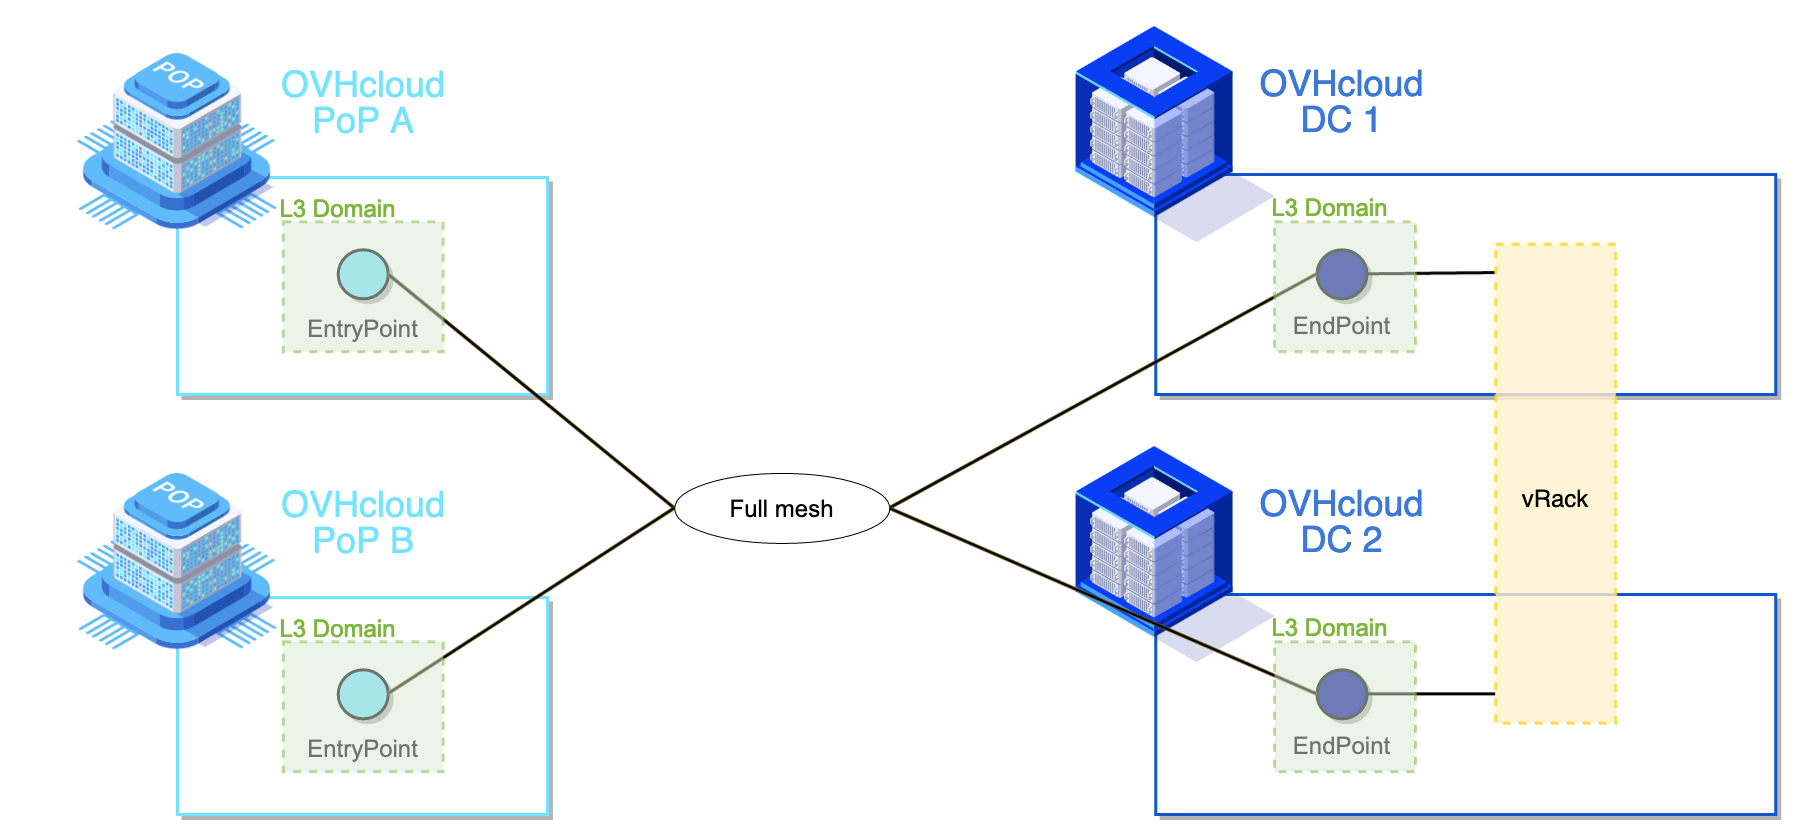 POP
OVHcloud
PoP A
L3 Domain
EntryPoint
OVHcloud
DC 1
L3 Domain
EndPoint
Full mesh
vRack
POP
OVHcloud
PoP B
L3 Domain
EntryPoint
OVHcloud
DC 2
L3 Domain
EndPoint